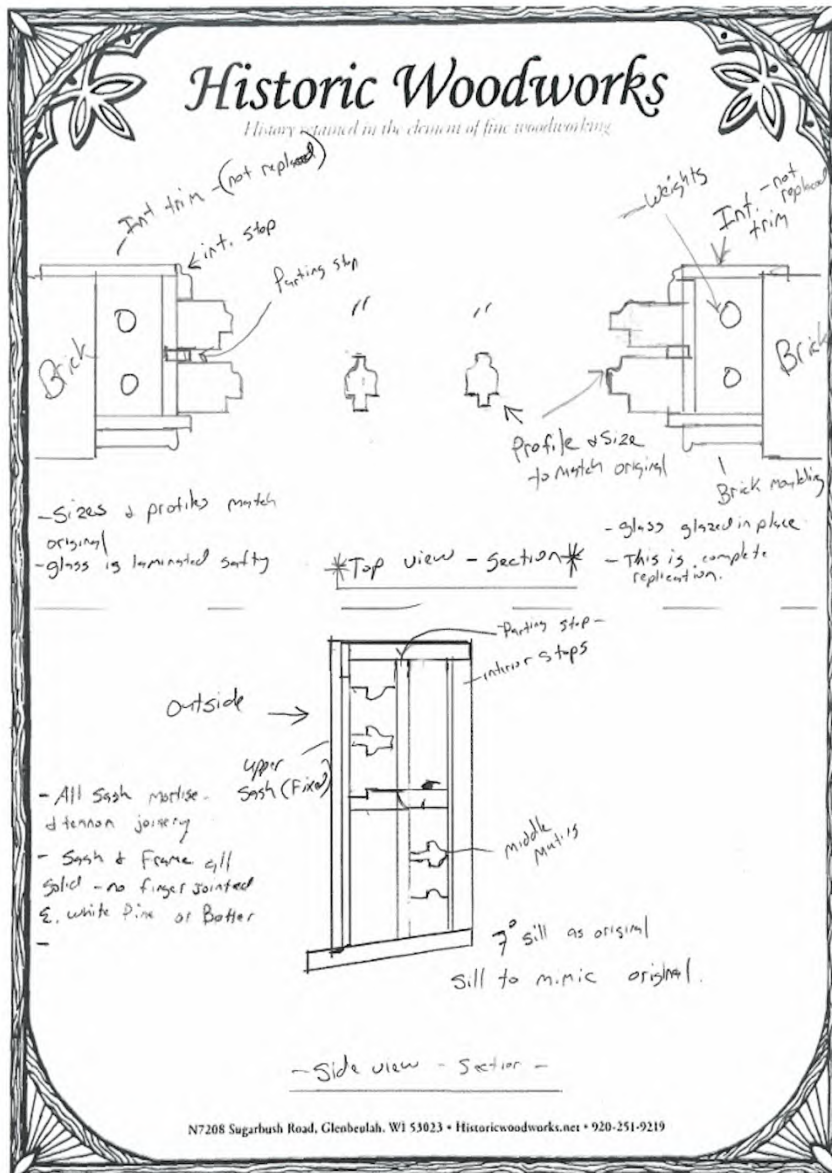 Historic Woodworks
History retained in the element of fine woodworking
Int trim - (not replaced)
int. stop
Parting stop
Weights
Int. - not replaced
trim
Brick
Brick
Profile & Size
to match original
Brick moulding
- Sizes & profiles match
original
- glass is laminated safty
- glass glazed in place
- This is complete
replication.
*Top view - Section*
Parting stop -
interior stops
Outside
upper
Sash (Fixed)
- All Sash mortise
& tennon joinery
- Sash & Frame all
Solid - no finger jointed
E. white Pine or Better
-
middle
mutins
7° sill as original
Sill to mimic original.
- Side view - Section -
N7208 Sugarbush Road, Glenbeulah, WI 53023 • Historicwoodworks.net • 920-251-9219